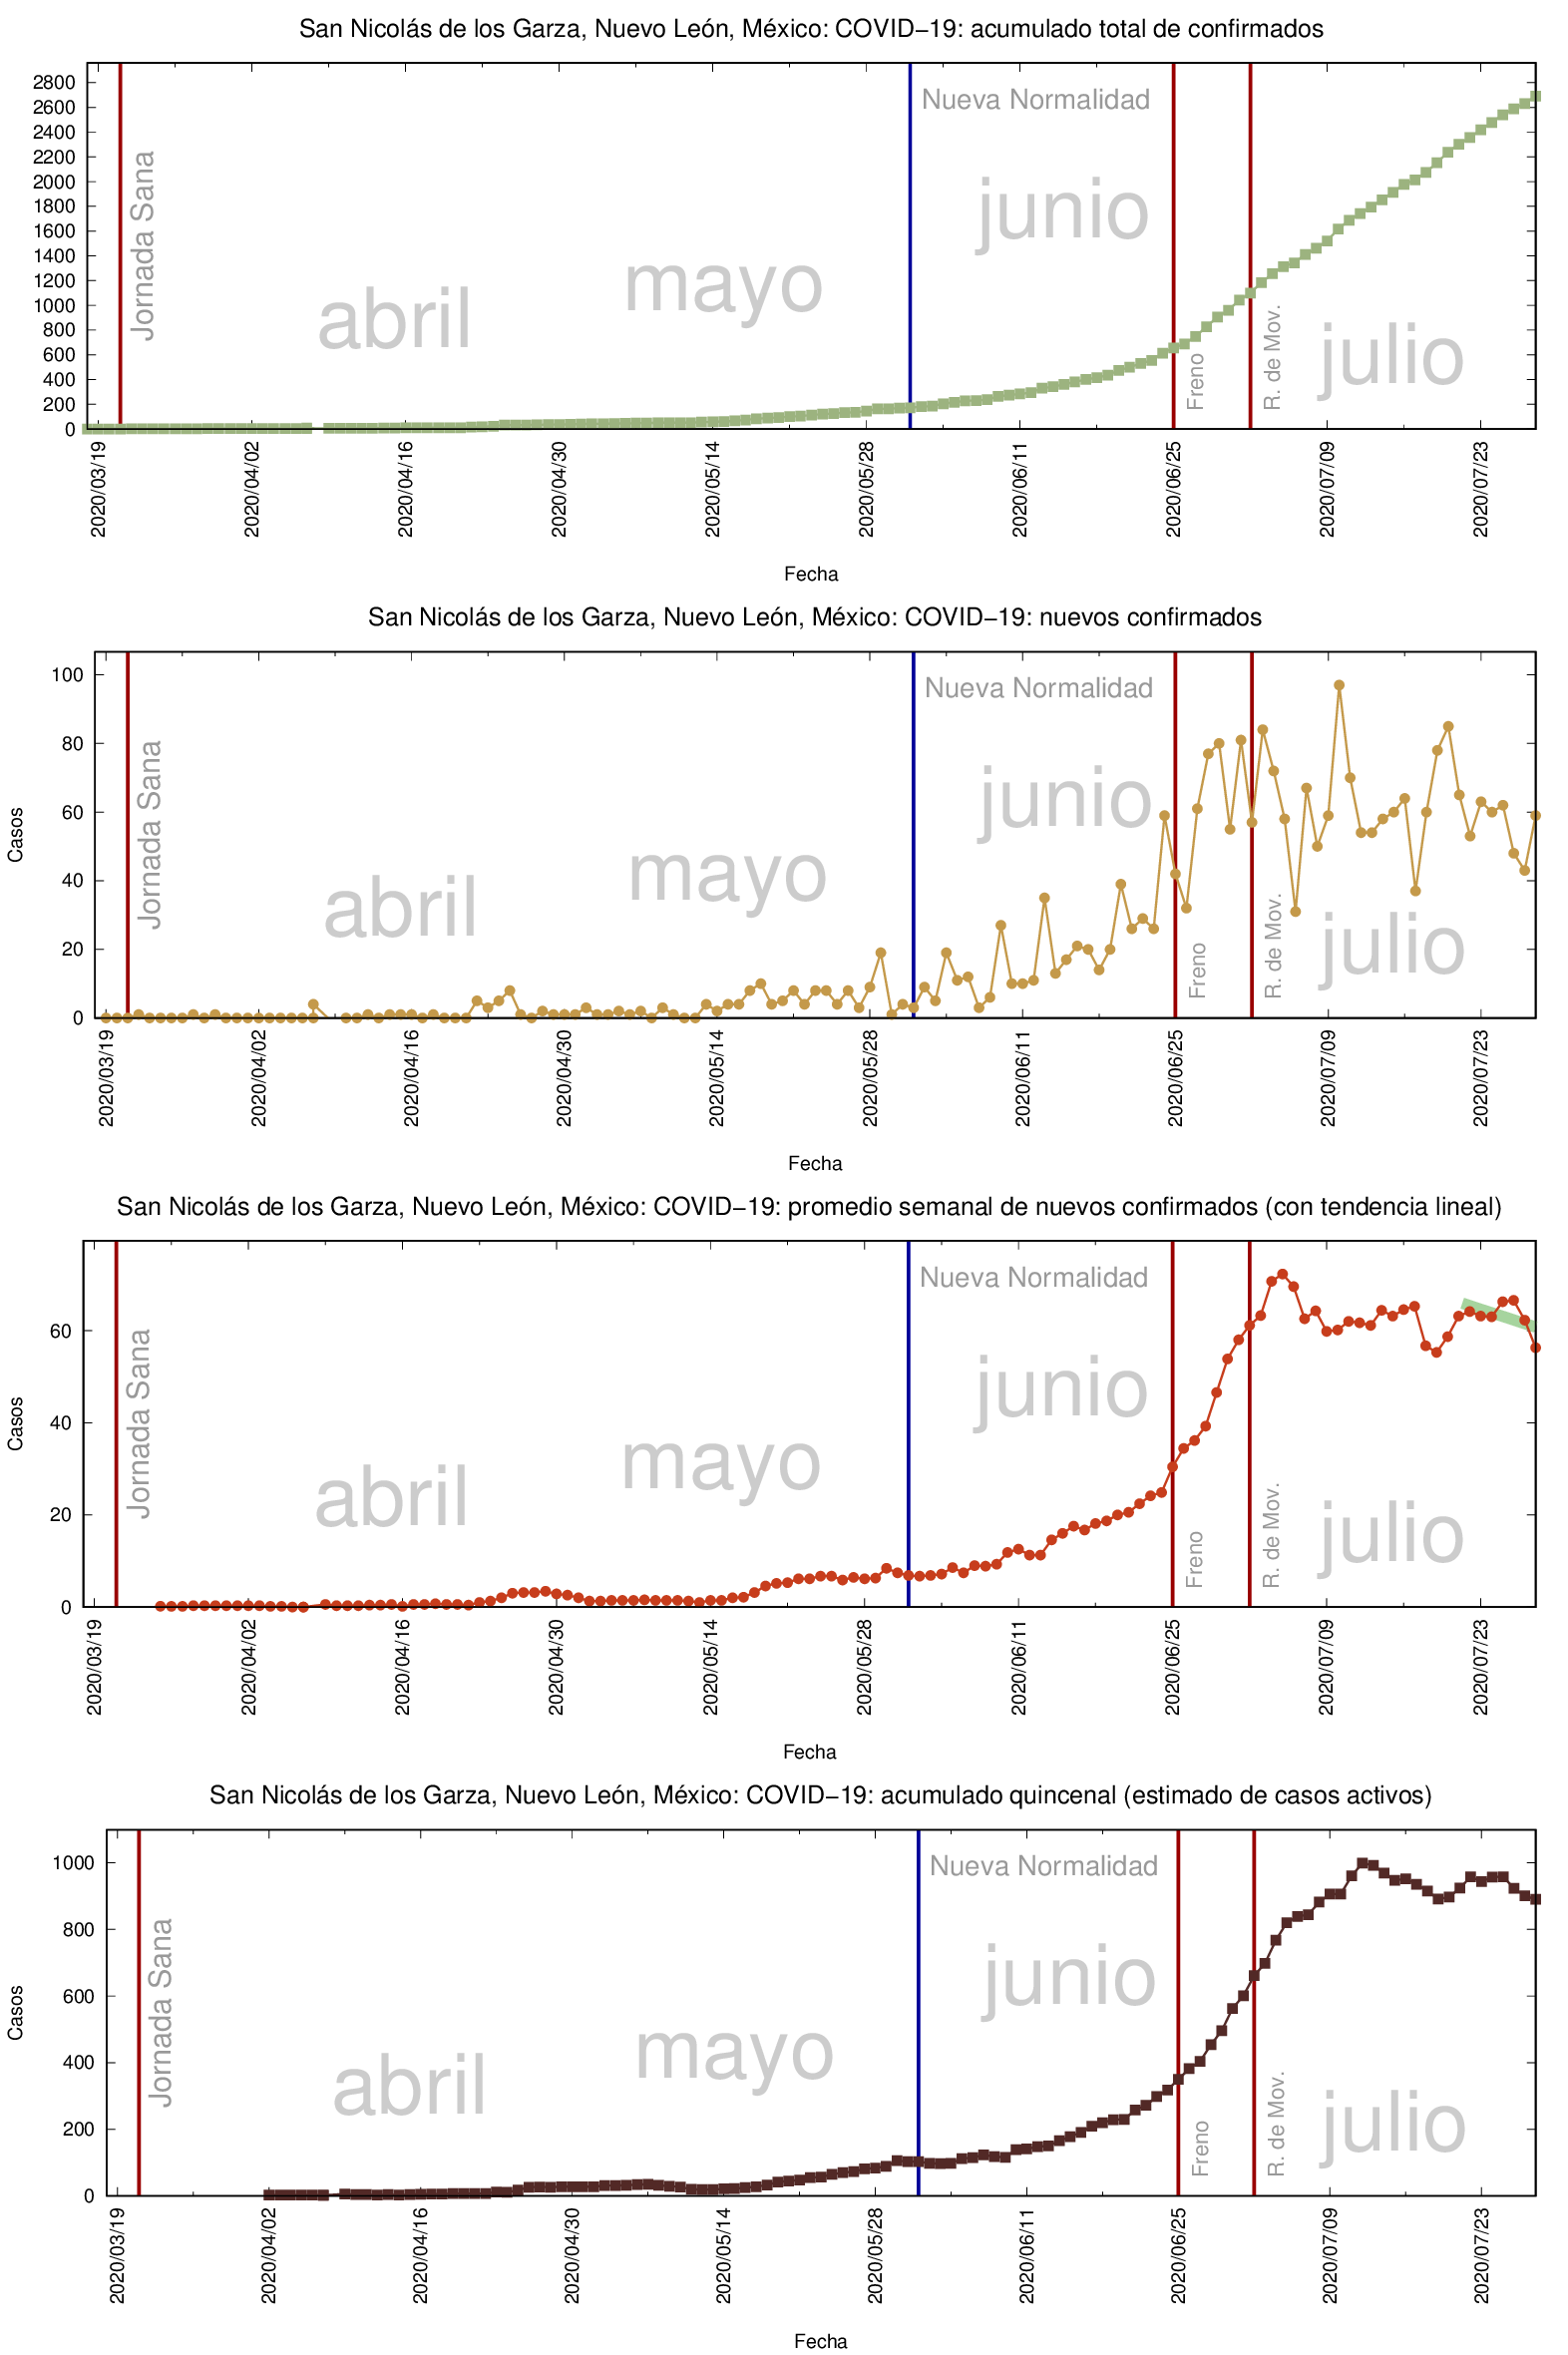 San Nicolás de los Garza, Nuevo León, México: COVID−19: acumulado total de confirmados
2800
2600
2400
2200
2000
1800
1600
1400
1200
1000
800
600
400
200
0
Jornada Sana
abril
mayo
Nueva Normalidad
junio
Freno
R. de Mov.
julio
2020/03/19
2020/04/02
2020/04/16
2020/04/30
2020/05/14
2020/05/28
2020/06/11
2020/06/25
2020/07/09
2020/07/23
Fecha
San Nicolás de los Garza, Nuevo León, México: COVID−19: nuevos confirmados
Casos
100
80
60
40
20
0
Jornada Sana
abril
mayo
Nueva Normalidad
junio
Freno
R. de Mov.
julio
2020/03/19
2020/04/02
2020/04/16
2020/04/30
2020/05/14
2020/05/28
2020/06/11
2020/06/25
2020/07/09
2020/07/23
Fecha
San Nicolás de los Garza, Nuevo León, México: COVID−19: promedio semanal de nuevos confirmados (con tendencia lineal)
Casos
60
40
20
0
Jornada Sana
abril
mayo
Nueva Normalidad
junio
Freno
R. de Mov.
julio
2020/03/19
2020/04/02
2020/04/16
2020/04/30
2020/05/14
2020/05/28
2020/06/11
2020/06/25
2020/07/09
2020/07/23
Fecha
San Nicolás de los Garza, Nuevo León, México: COVID−19: acumulado quincenal (estimado de casos activos)
Casos
1000
800
600
400
200
0
Jornada Sana
abril
mayo
Nueva Normalidad
junio
Freno
R. de Mov.
julio
2020/03/19
2020/04/02
2020/04/16
2020/04/30
2020/05/14
2020/05/28
2020/06/11
2020/06/25
2020/07/09
2020/07/23
Fecha